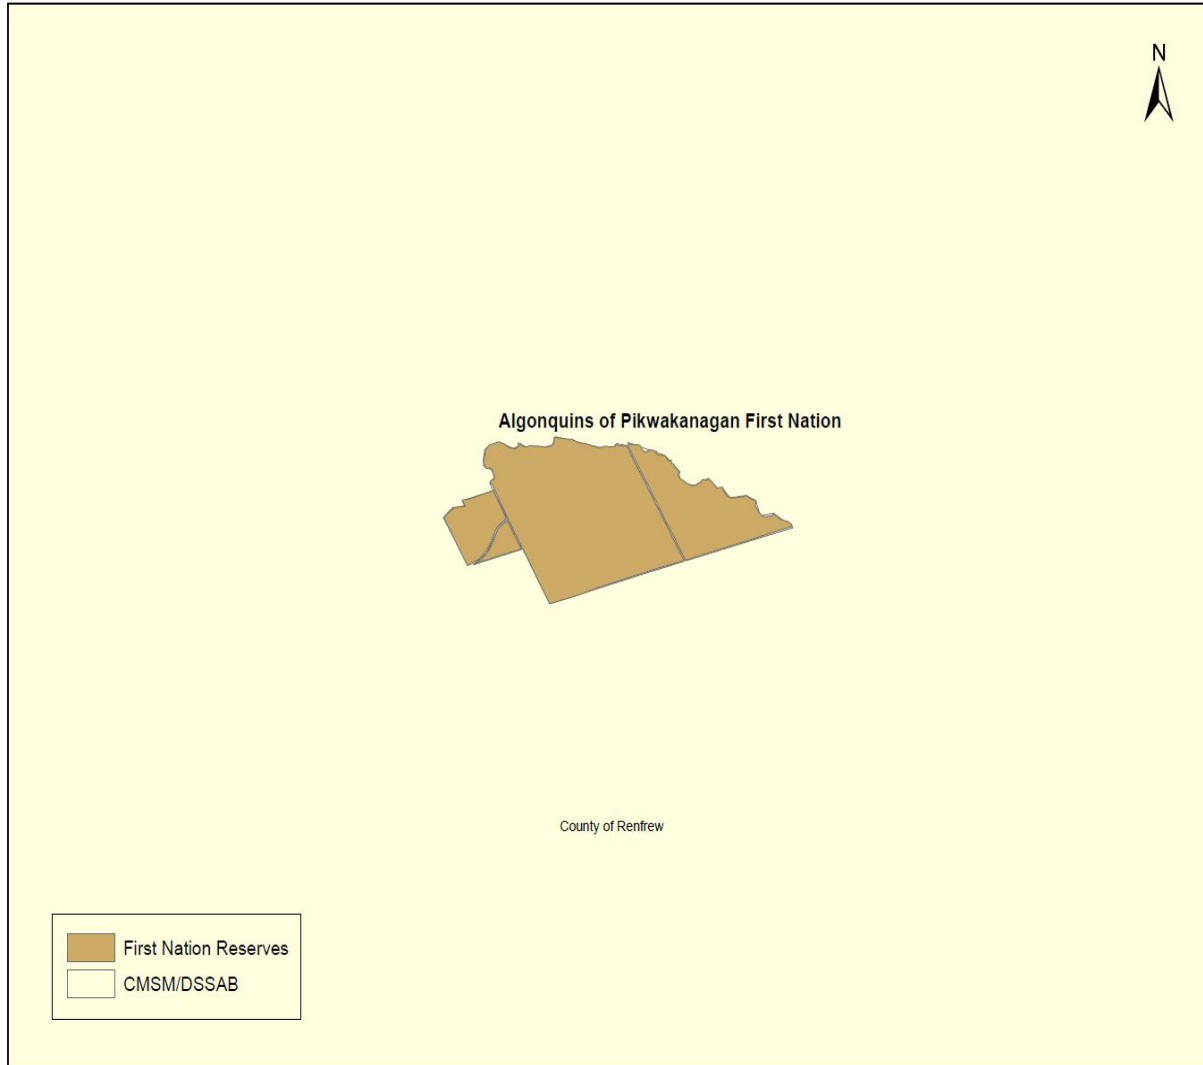 N
Algonquins of Pikwakanagan First Nation
County of Renfrew
First Nation Reserves
CMSM/DSSAB